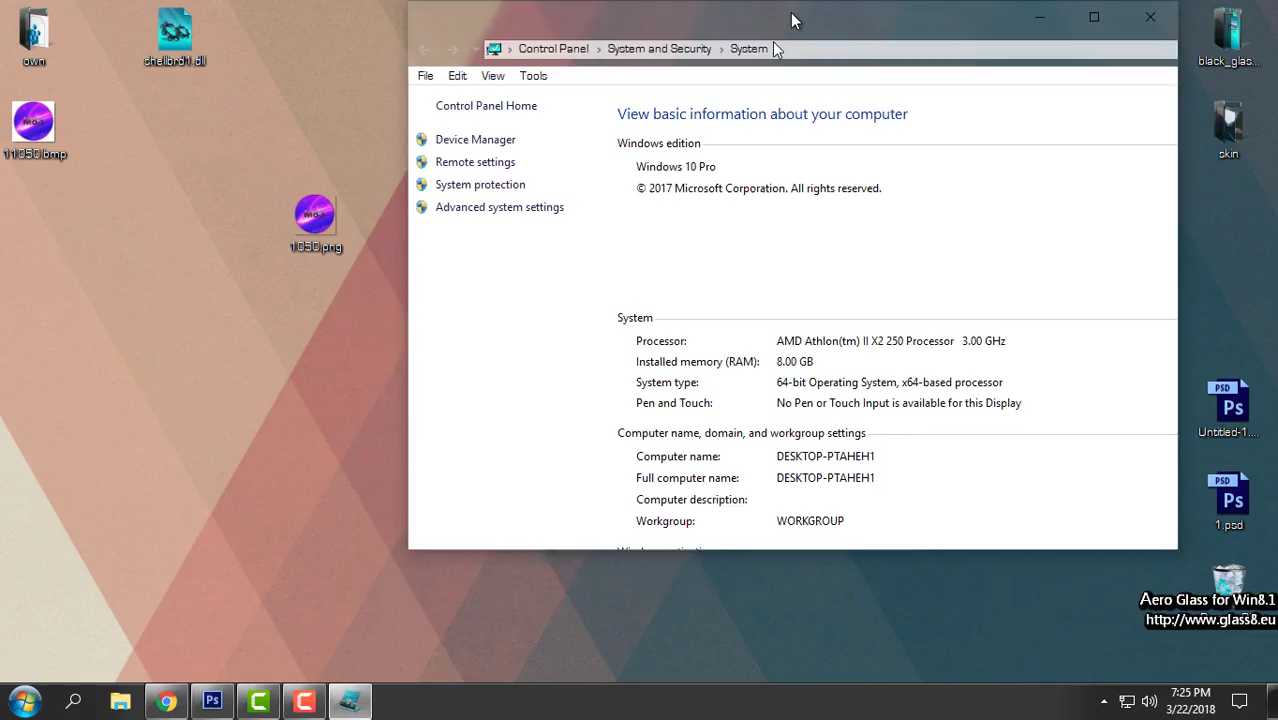 own
shellbrd1.dll
11050.bmp
1050.png
Control Panel > System and Security > System
File Edit View Tools
Control Panel Home
Device Manager
Remote settings
System protection
Advanced system settings
View basic information about your computer
Windows edition
Windows 10 Pro
© 2017 Microsoft Corporation. All rights reserved.
System
Processor: AMD Athlon(tm) II X2 250 Processor 3.00 GHz
Installed memory (RAM): 8.00 GB
System type: 64-bit Operating System, x64-based processor
Pen and Touch: No Pen or Touch Input is available for this Display
Computer name, domain, and workgroup settings
Computer name: DESKTOP-PTAHEH1
Full computer name: DESKTOP-PTAHEH1
Computer description:
Workgroup: WORKGROUP
black_glas...
skin
PSD
Ps
Untitled-1....
PSD
Ps
1.psd
Aero Glass for Win8.1
http://www.glass8.eu
Ps
C
C
7:25 PM
3/22/2018